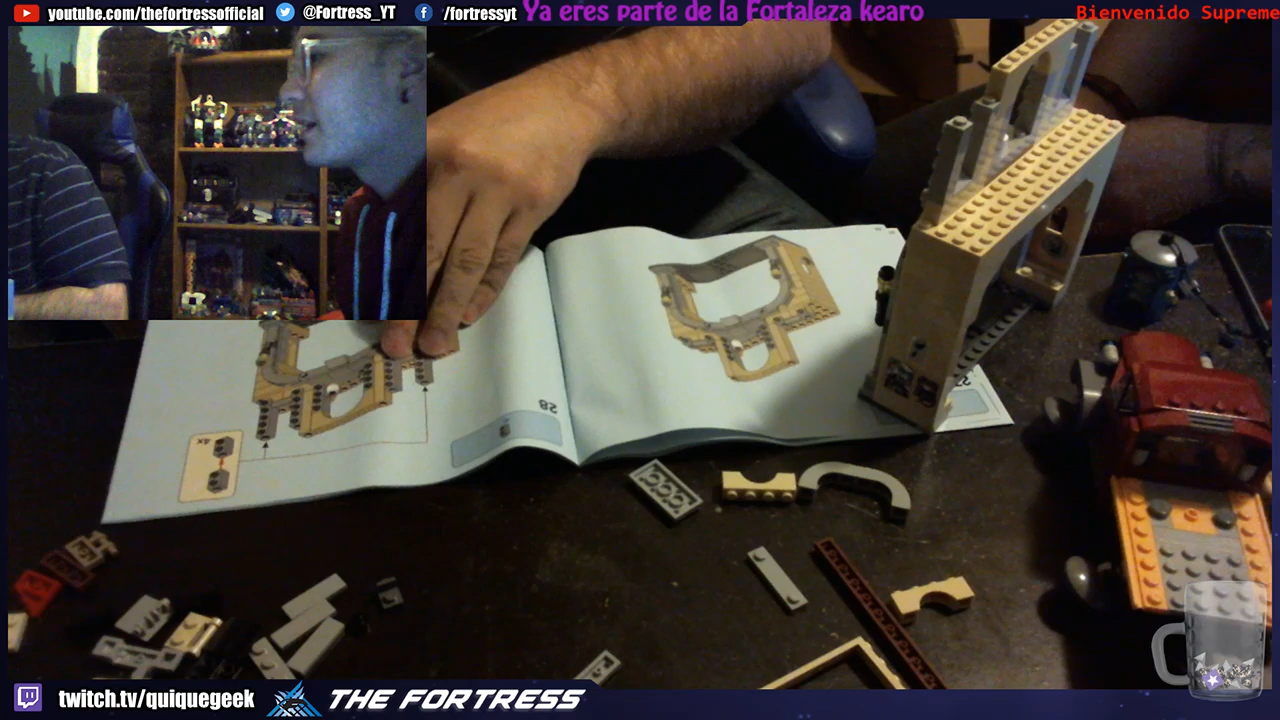 youtube.com/thefortressofficial
@Fortress_YT
/fortressyt
Ya eres parte de la Fortaleza kearo
Bienvenido Supreme
4x
28
twitch.tv/quiquegeek
THE FORTRESS